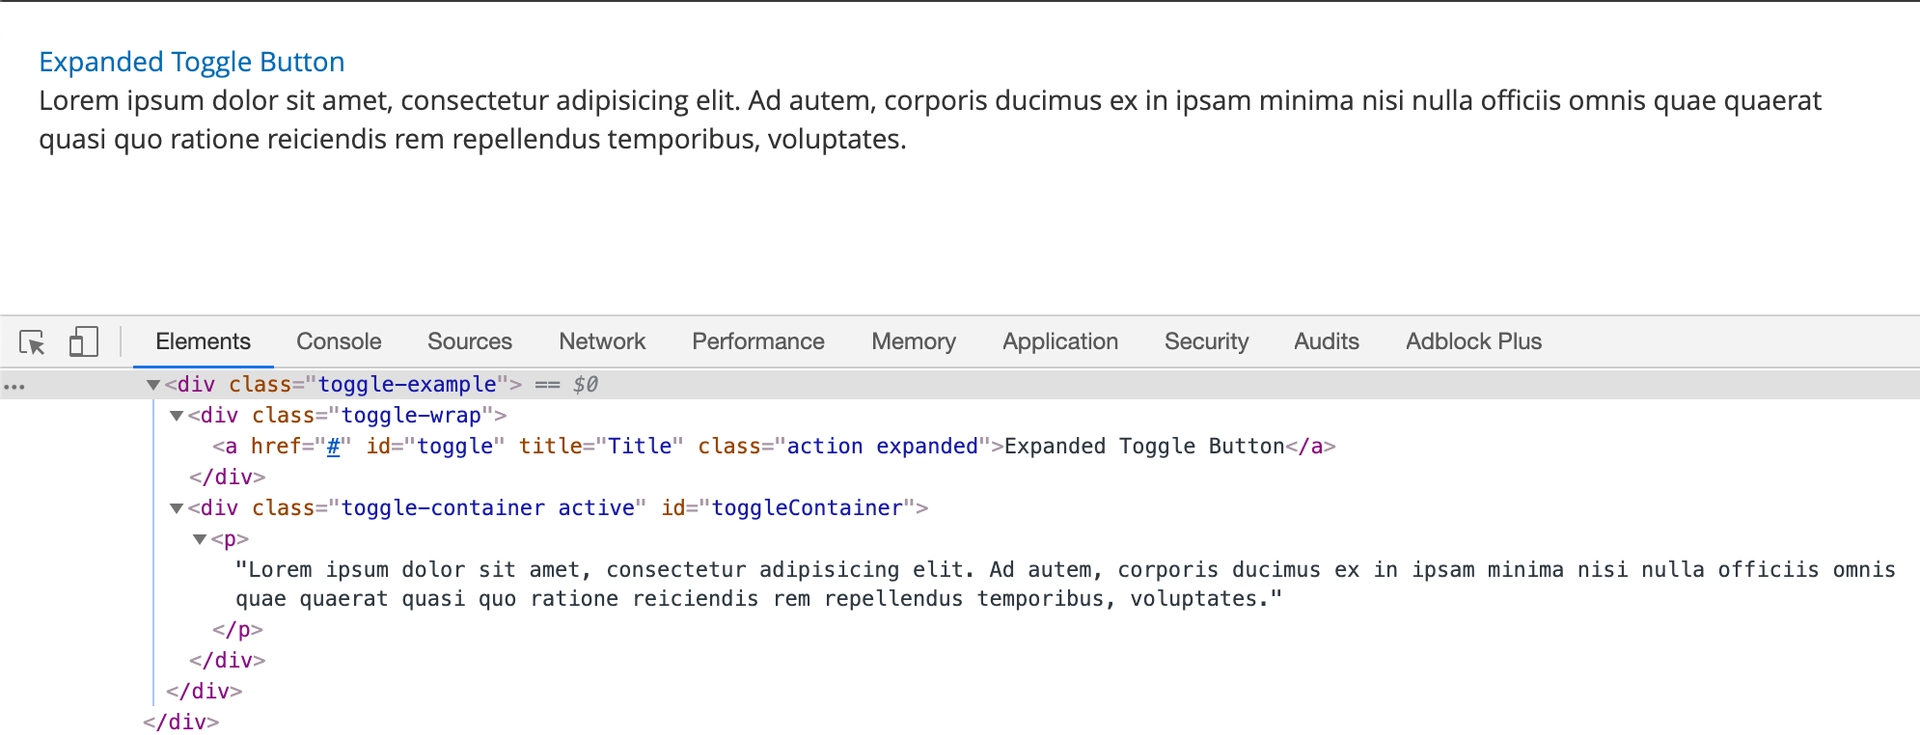 Expanded Toggle Button
Lorem ipsum dolor sit amet, consectetur adipisicing elit. Ad autem, corporis ducimus ex in ipsam minima nisi nulla officiis omnis quae quaerat
quasi quo ratione reiciendis rem repellendus temporibus, voluptates.
Elements Console Sources Network Performance Memory Application Security Audits Adblock Plus
… ▼<div class="toggle-example"> == $0
▼<div class="toggle-wrap">
<a href="#" id="toggle" title="Title" class="action expanded">Expanded Toggle Button</a>
</div>
▼<div class="toggle-container active" id="toggleContainer">
▼<p>
"Lorem ipsum dolor sit amet, consectetur adipisicing elit. Ad autem, corporis ducimus ex in ipsam minima nisi nulla officiis omnis
quae quaerat quasi quo ratione reiciendis rem repellendus temporibus, voluptates."
</p>
</div>
</div>
</div>